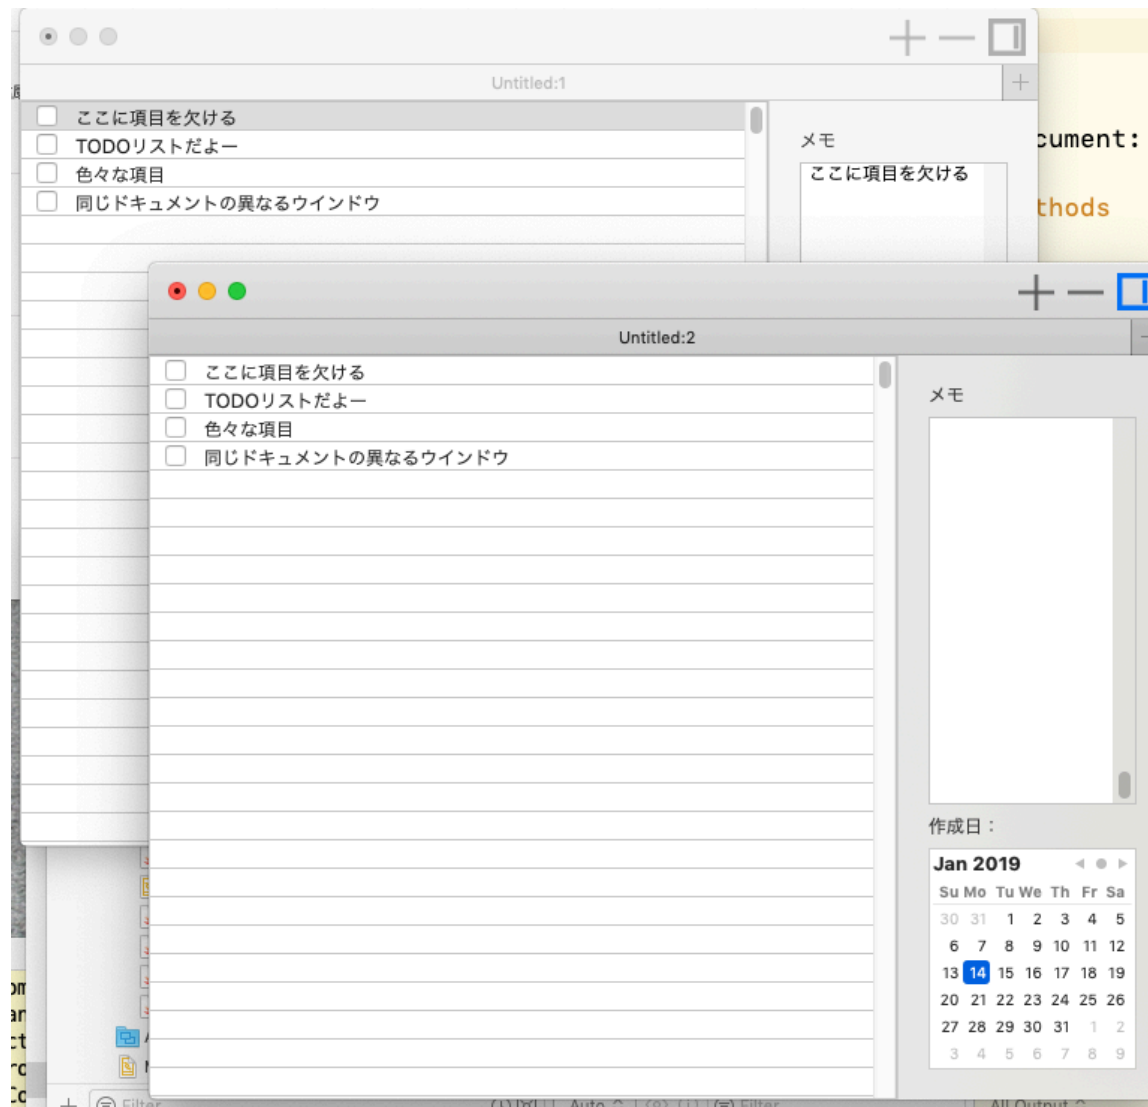 Untitled:1
ここに項目を欠ける
TODOリストだよー
色々な項目
同じドキュメントの異なるウインドウ
メモ
ここに項目を欠ける
cument:
thods
Untitled:2
ここに項目を欠ける
TODOリストだよー
色々な項目
同じドキュメントの異なるウインドウ
メモ
作成日：
Jan 2019
Su Mo Tu We Th Fr Sa
30 31 1 2 3 4 5
6 7 8 9 10 11 12
13 14 15 16 17 18 19
20 21 22 23 24 25 26
27 28 29 30 31 1 2
3 4 5 6 7 8 9
Filter
Auto
Filter
All Output